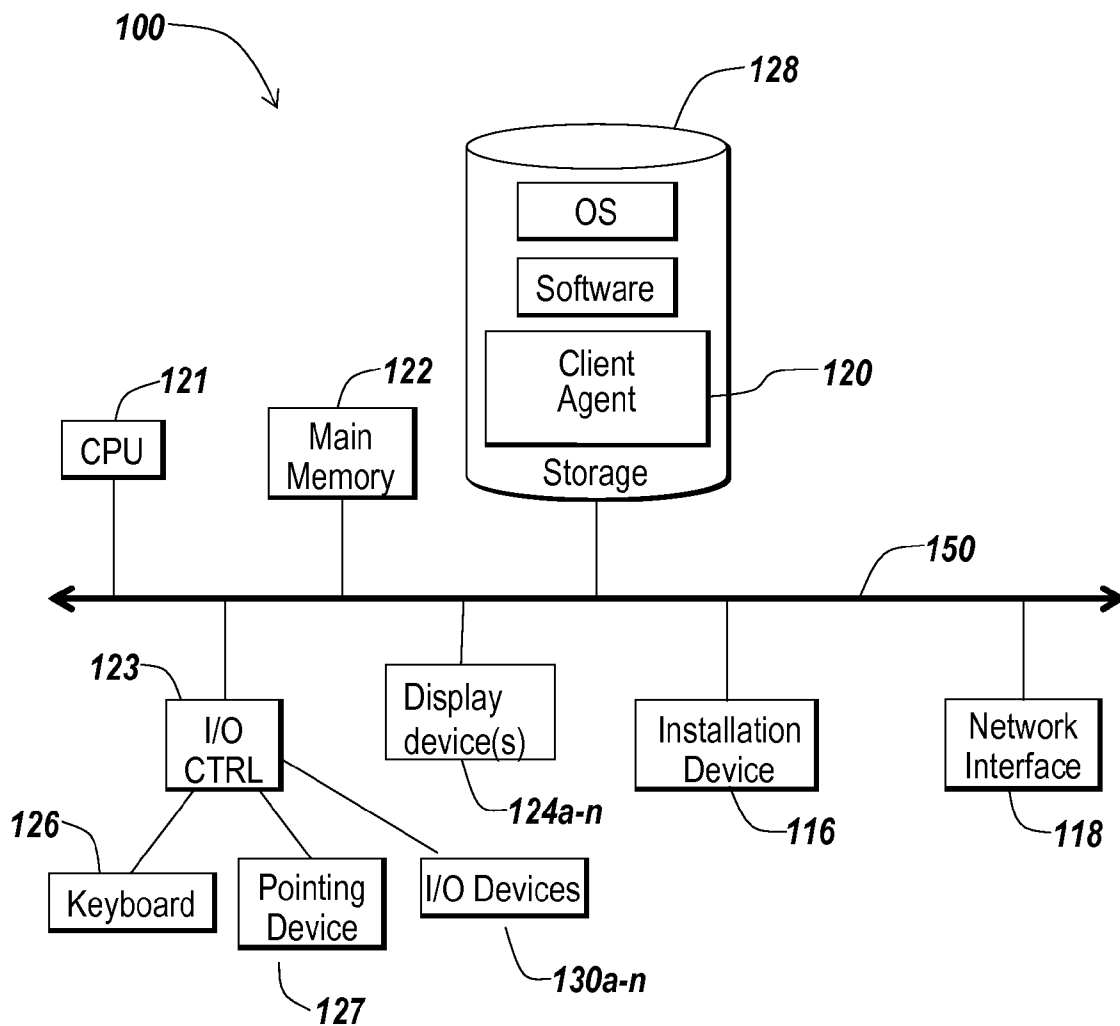 100
128
OS
Software
Client
Agent
120
Storage
121
CPU
122
Main
Memory
150
123
I/O
CTRL
Display
device(s)
124a-n
Installation
Device
116
Network
Interface
118
126
Keyboard
Pointing
Device
127
I/O Devices
130a-n